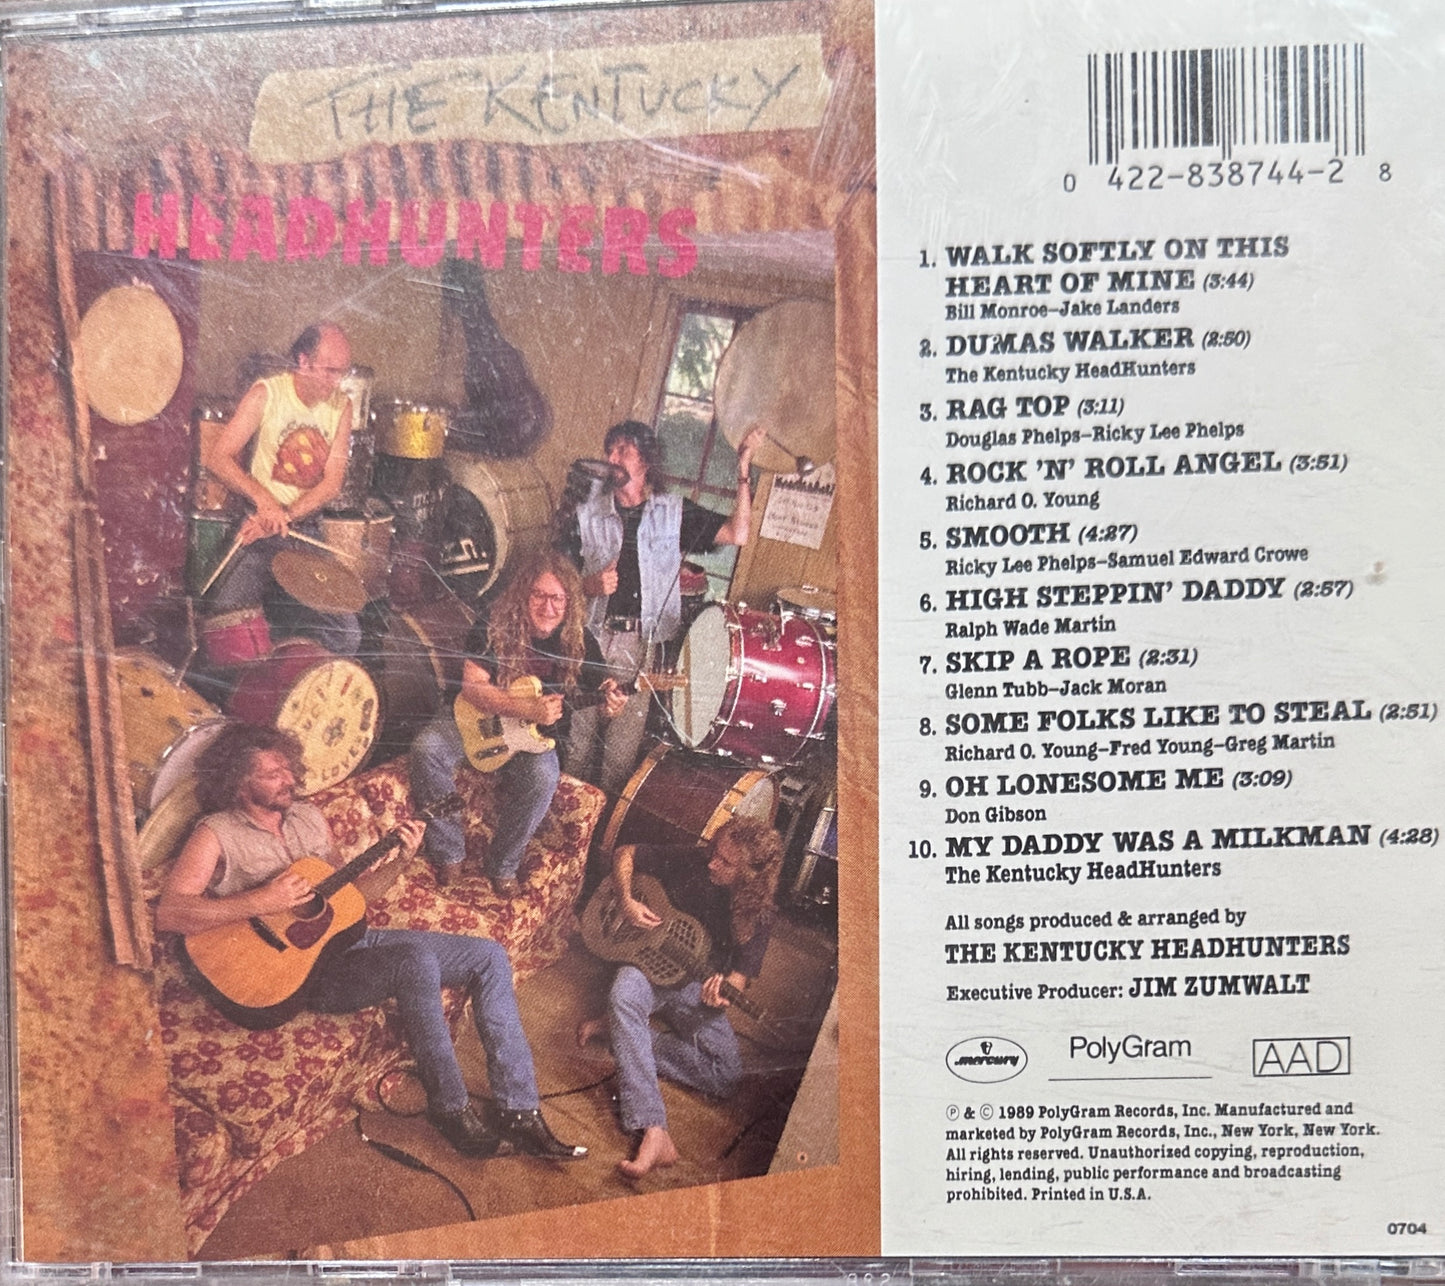 THE KENTUCKY
HEADHUNTERS
0 422-838744-2 8
1. WALK SOFTLY ON THIS
HEART OF MINE (3:44)
Bill Monroe–Jake Landers
2. DUMAS WALKER (2:50)
The Kentucky HeadHunters
3. RAG TOP (3:11)
Douglas Phelps–Ricky Lee Phelps
4. ROCK 'N' ROLL ANGEL (3:51)
Richard O. Young
5. SMOOTH (4:27)
Ricky Lee Phelps–Samuel Edward Crowe
6. HIGH STEPPIN' DADDY (2:57)
Ralph Wade Martin
7. SKIP A ROPE (2:31)
Glenn Tubb–Jack Moran
8. SOME FOLKS LIKE TO STEAL (2:51)
Richard O. Young–Fred Young–Greg Martin
9. OH LONESOME ME (3:09)
Don Gibson
10. MY DADDY WAS A MILKMAN (4:28)
The Kentucky HeadHunters
All songs produced & arranged by
THE KENTUCKY HEADHUNTERS
Executive Producer: JIM ZUMWALT
mercury PolyGram AAD
℗ & © 1989 PolyGram Records, Inc. Manufactured and
marketed by PolyGram Records, Inc., New York, New York.
All rights reserved. Unauthorized copying, reproduction,
hiring, lending, public performance and broadcasting
prohibited. Printed in U.S.A.
0704